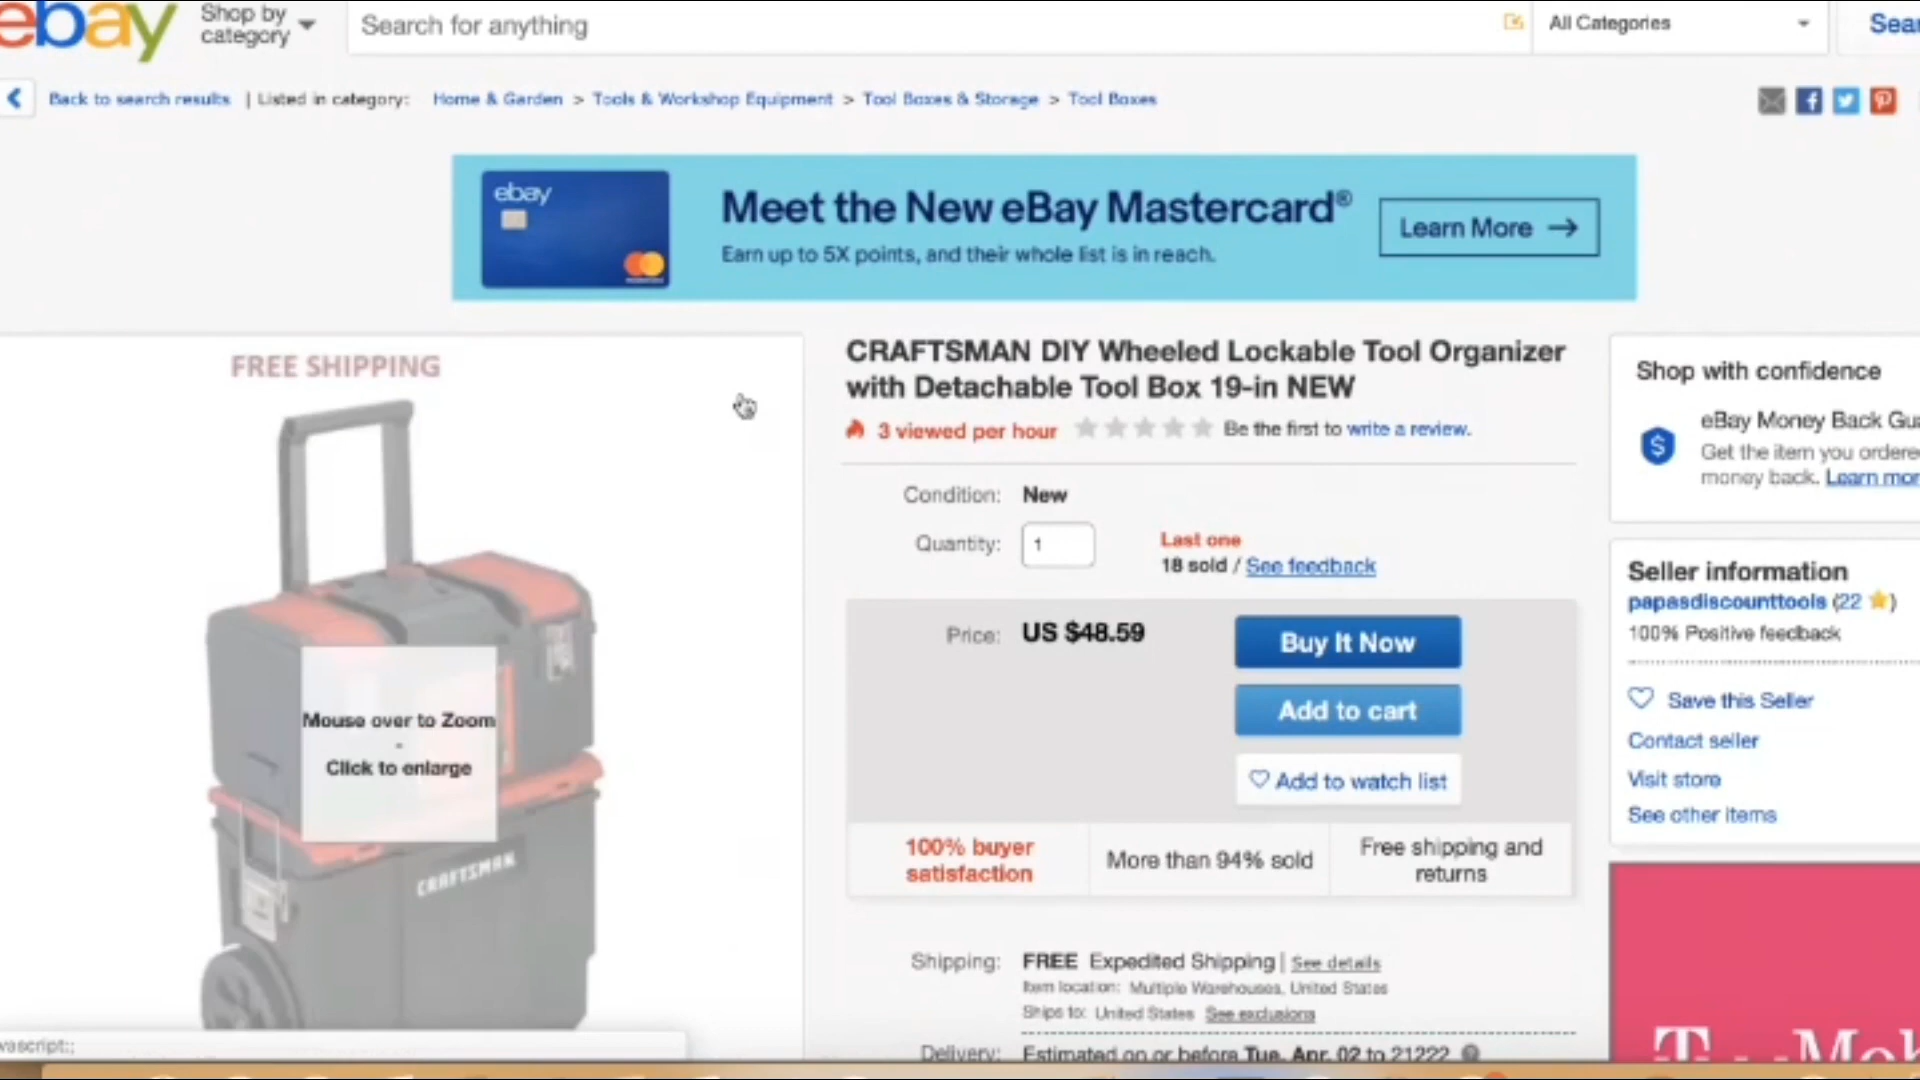 ebay
Shop by category
Search for anything
All Categories
Back to search results | Listed in category: Home & Garden > Tools & Workshop Equipment > Tool Boxes & Storage > Tool Boxes
ebay
Meet the New eBay Mastercard®
Earn up to 5X points, and their whole list is in reach.
Learn More →
FREE SHIPPING
Mouse over to Zoom
-
Click to enlarge
CRAFTSMAN
CRAFTSMAN DIY Wheeled Lockable Tool Organizer
with Detachable Tool Box 19-in NEW
3 viewed per hour Be the first to write a review.
Condition: New
Quantity: 1
Last one
18 sold / See feedback
Price: US $48.59
Buy It Now
Add to cart
Add to watch list
100% buyer satisfaction
More than 94% sold
Free shipping and returns
Shipping: FREE Expedited Shipping | See details
Item location: Multiple Warehouses, United States
Ships to: United States See exclusions
Delivery: Estimated on or before Tue. Apr. 02 to 21222
Shop with confidence
eBay Money Back
Get the item you
money back. Learn
Seller information
papasdiscounttools (22 ★)
100% Positive feedback
Save this Seller
Contact seller
Visit store
See other items